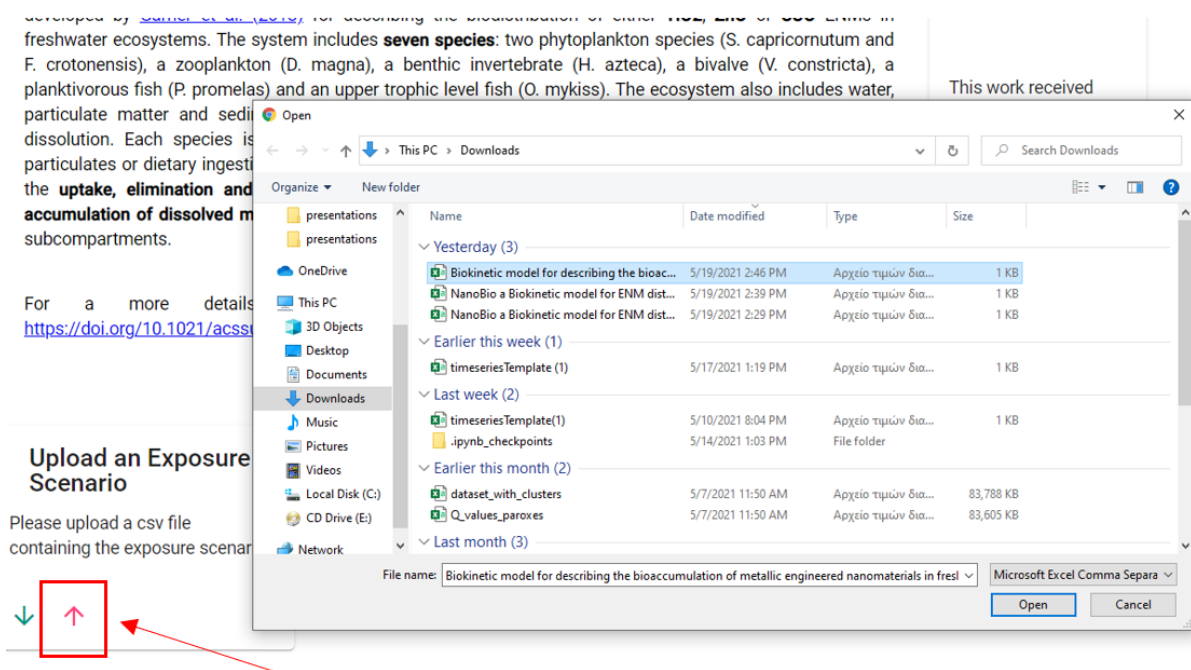 freshwater ecosystems. The system includes seven species: two phytoplankton species (S. capricornutum and
F. crotonensis), a zooplankton (D. magna), a benthic invertebrate (H. azteca), a bivalve (V. constricta), a
planktivorous fish (P. promelas) and an upper trophic level fish (O. mykiss). The ecosystem also includes water,
particulate matter and sedi
dissolution. Each species is
particulates or dietary ingesti
the uptake, elimination and
accumulation of dissolved m
subcompartments.
For a more details
https://doi.org/10.1021/acssu
This work received
Open
This PC > Downloads
Search Downloads
Organize
New folder
presentations
presentations
OneDrive
This PC
3D Objects
Desktop
Documents
Downloads
Music
Pictures
Videos
Local Disk (C:)
CD Drive (E:)
Network
Name Date modified Type Size
Yesterday (3)
Biokinetic model for describing the bioac... 5/19/2021 2:46 PM Αρχείο τιμών δια... 1 KB
NanoBio a Biokinetic model for ENM dist... 5/19/2021 2:39 PM Αρχείο τιμών δια... 1 KB
NanoBio a Biokinetic model for ENM dist... 5/19/2021 2:29 PM Αρχείο τιμών δια... 1 KB
Earlier this week (1)
timeseriesTemplate (1) 5/17/2021 1:19 PM Αρχείο τιμών δια... 1 KB
Last week (2)
timeseriesTemplate(1) 5/10/2021 8:04 PM Αρχείο τιμών δια... 1 KB
.ipynb_checkpoints 5/14/2021 1:03 PM File folder
Earlier this month (2)
dataset_with_clusters 5/7/2021 11:50 AM Αρχείο τιμών δια... 83,788 KB
Q_values_paroxes 5/7/2021 11:50 AM Αρχείο τιμών δια... 83,605 KB
Last month (3)
File name: Biokinetic model for describing the bioaccumulation of metallic engineered nanomaterials in fresl
Microsoft Excel Comma Separa
Open Cancel
Upload an Exposure
Scenario
Please upload a csv file
containing the exposure scenar